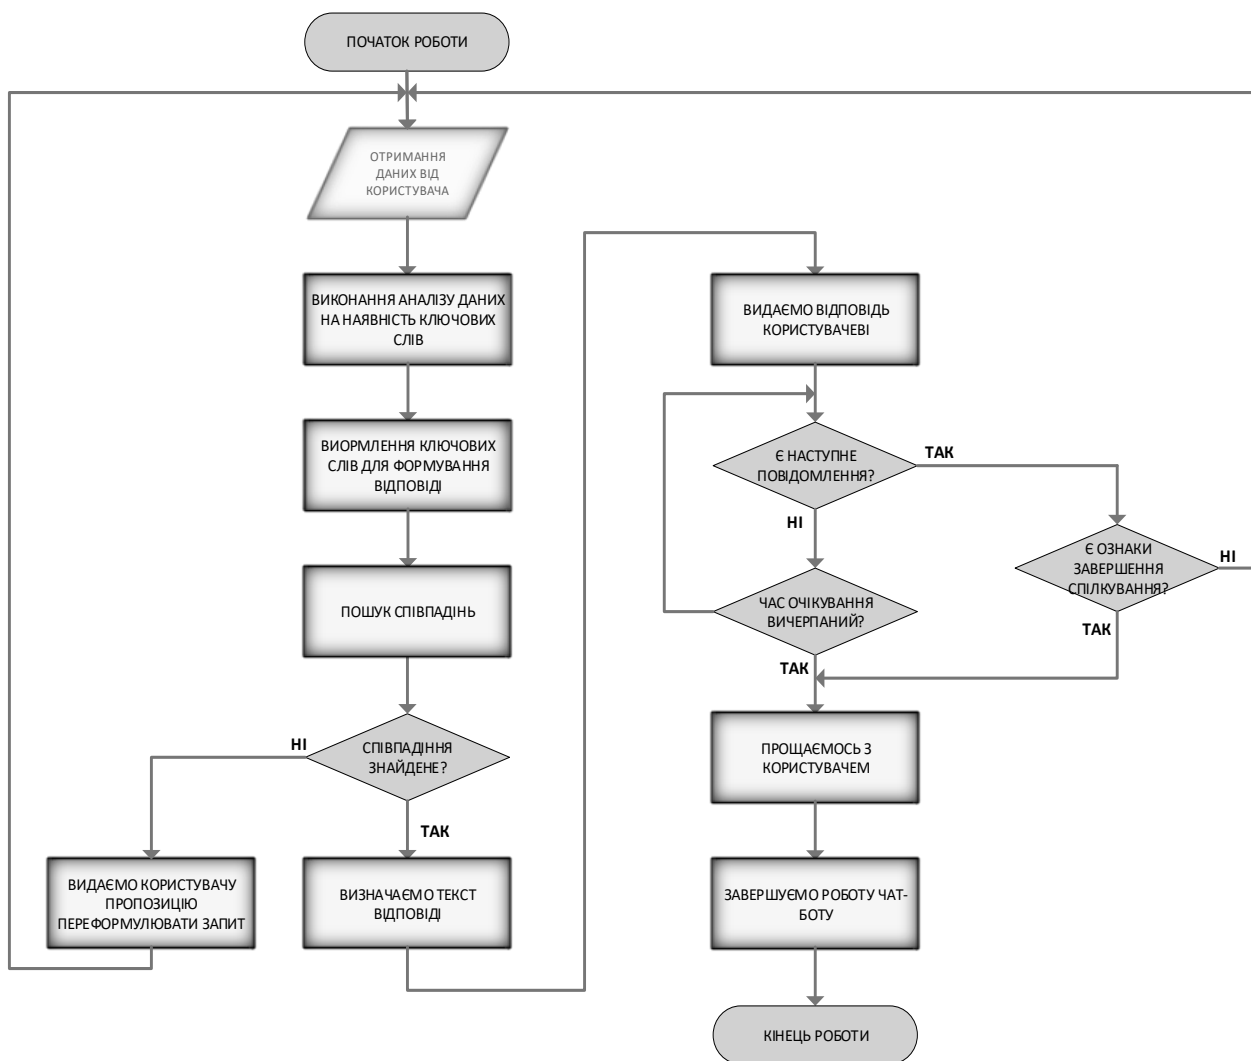 ПОЧАТОК РОБОТИ
ОТРИМАННЯ
ДАНИХ ВІД
КОРИСТУВАЧА
ВИКОНАННЯ АНАЛІЗУ ДАНИХ
НА НАЯВНІСТЬ КЛЮЧОВИХ
СЛІВ
ВИОРМЛЕННЯ КЛЮЧОВИХ
СЛІВ ДЛЯ ФОРМУВАННЯ
ВІДПОВІДІ
ПОШУК СПІВПАДІНЬ
СПІВПАДІННЯ
ЗНАЙДЕНЕ?
НІ
ТАК
ВИДАЄМО КОРИСТУВАЧУ
ПРОПОЗИЦІЮ
ПЕРЕФОРМУЛЮВАТИ ЗАПИТ
ВИЗНАЧАЄМО ТЕКСТ
ВІДПОВІДІ
ВИДАЄМО ВІДПОВІДЬ
КОРИСТУВАЧЕВІ
Є НАСТУПНЕ
ПОВІДОМЛЕННЯ?
ТАК
НІ
Є ОЗНАКИ
ЗАВЕРШЕННЯ
СПІЛКУВАННЯ?
НІ
ТАК
ЧАС ОЧІКУВАННЯ
ВИЧЕРПАНИЙ?
ТАК
ПРОЩАЄМОСЬ З
КОРИСТУВАЧЕМ
ЗАВЕРШУЄМО РОБОТУ ЧАТ-
БОТУ
КІНЕЦЬ РОБОТИ